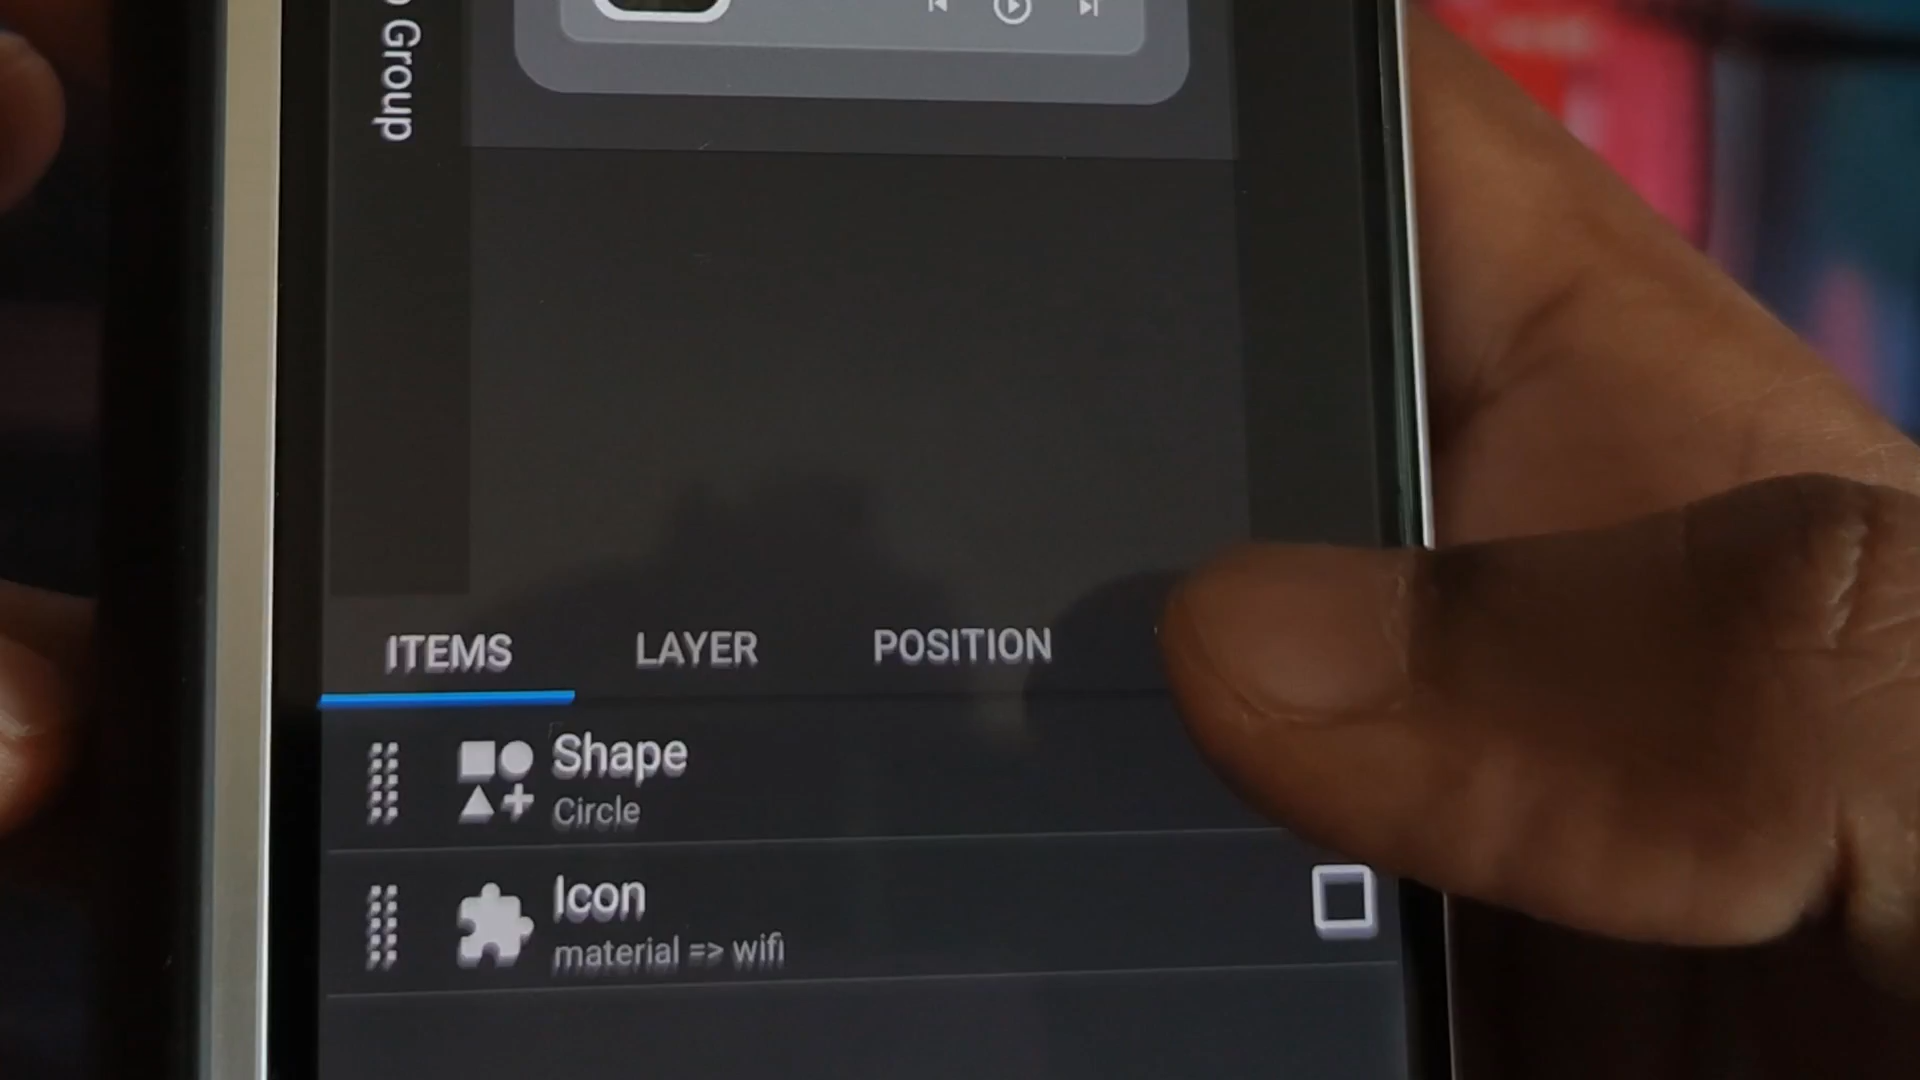 Group
ITEMS LAYER POSITION
Shape
Circle
Icon
material => wifi